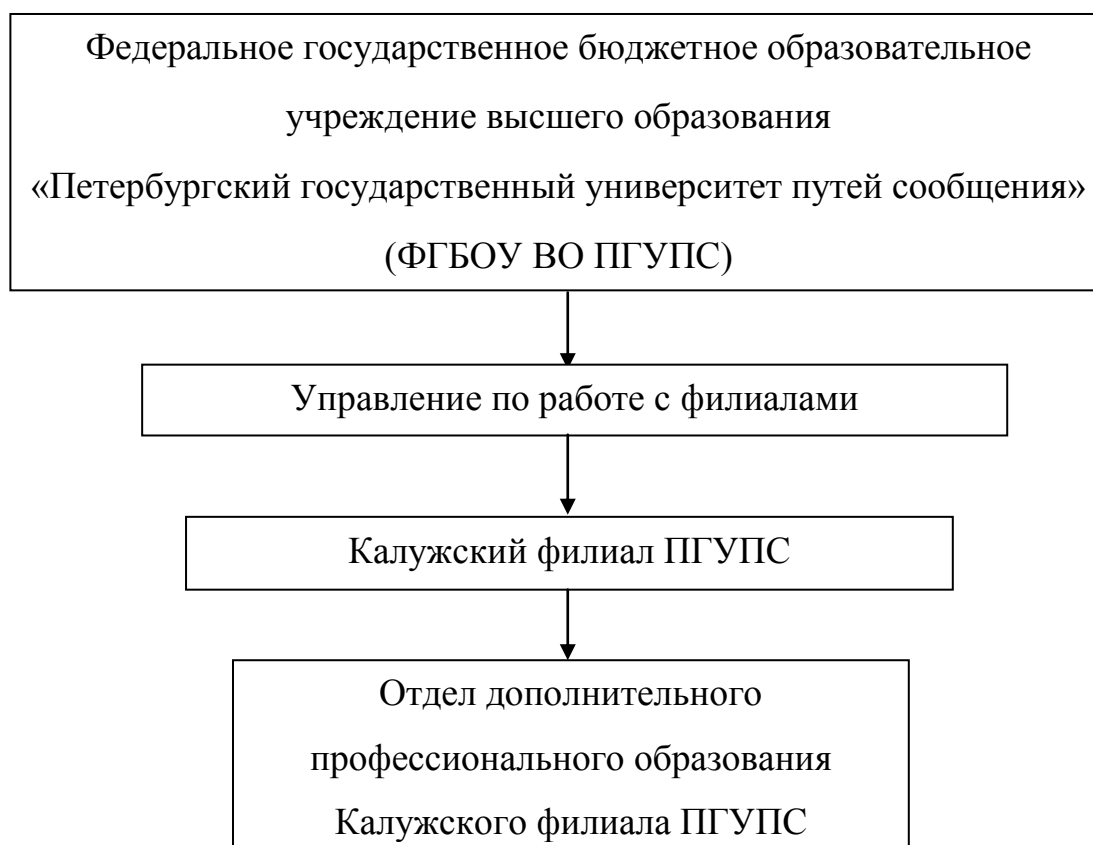 Федеральное государственное бюджетное образовательное
учреждение высшего образования
«Петербургский государственный университет путей сообщения»
(ФГБОУ ВО ПГУПС)
Управление по работе с филиалами
Калужский филиал ПГУПС
Отдел дополнительного
профессионального образования
Калужского филиала ПГУПС